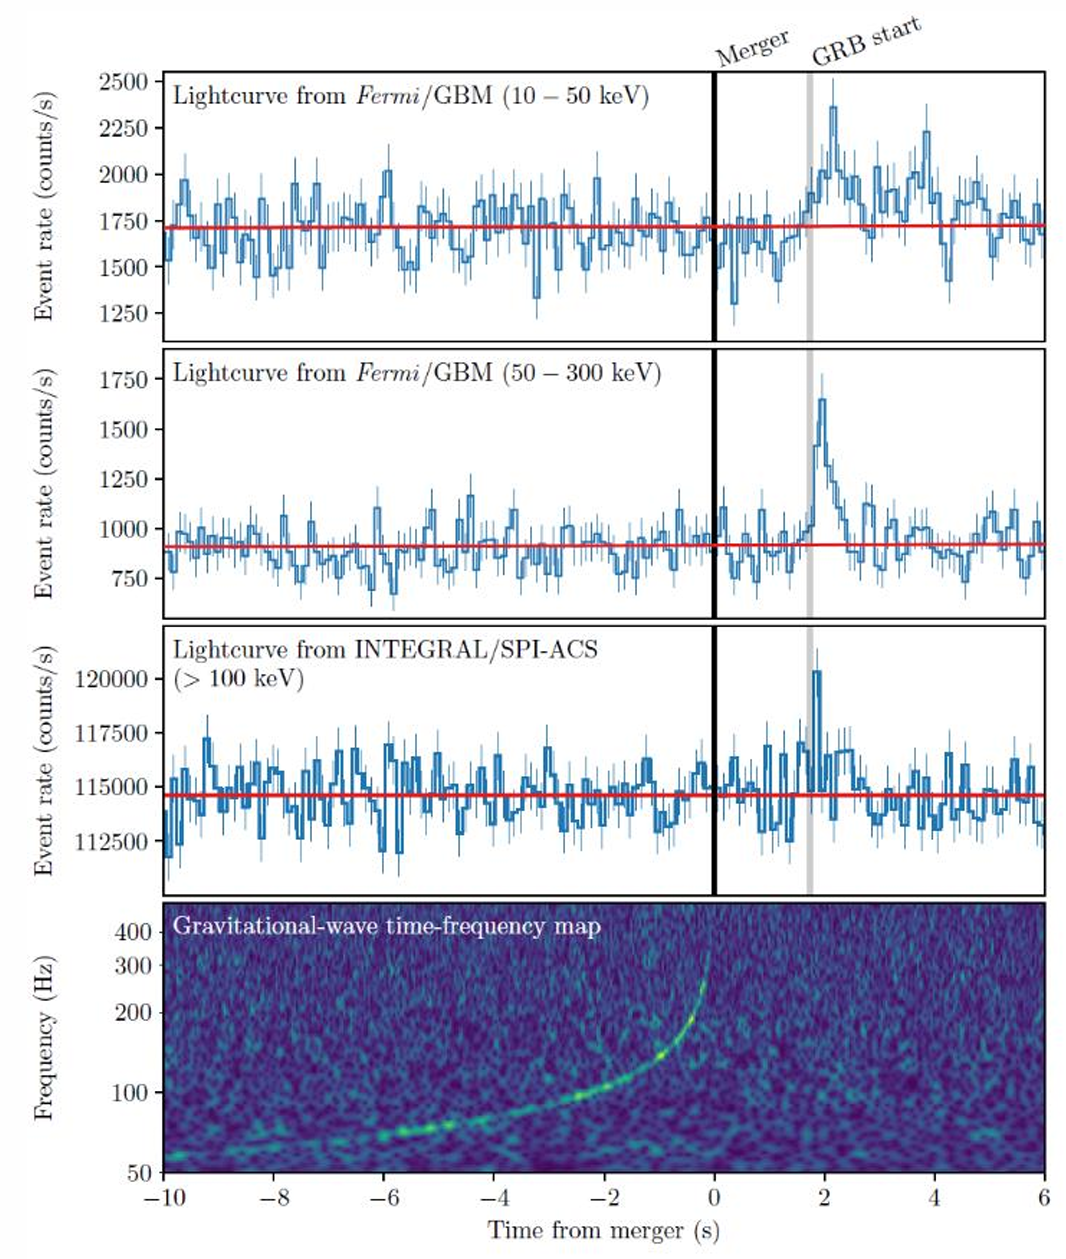 Merger GRB start
Lightcurve from Fermi/GBM (10 – 50 keV)
Event rate (counts/s)
2500
2250
2000
1750
1500
1250
Lightcurve from Fermi/GBM (50 – 300 keV)
Event rate (counts/s)
1750
1500
1250
1000
750
Lightcurve from INTEGRAL/SPI-ACS
(> 100 keV)
Event rate (counts/s)
120000
117500
115000
112500
Gravitational-wave time-frequency map
Frequency (Hz)
400
300
200
100
50
−10 −8 −6 −4 −2 0 2 4 6
Time from merger (s)